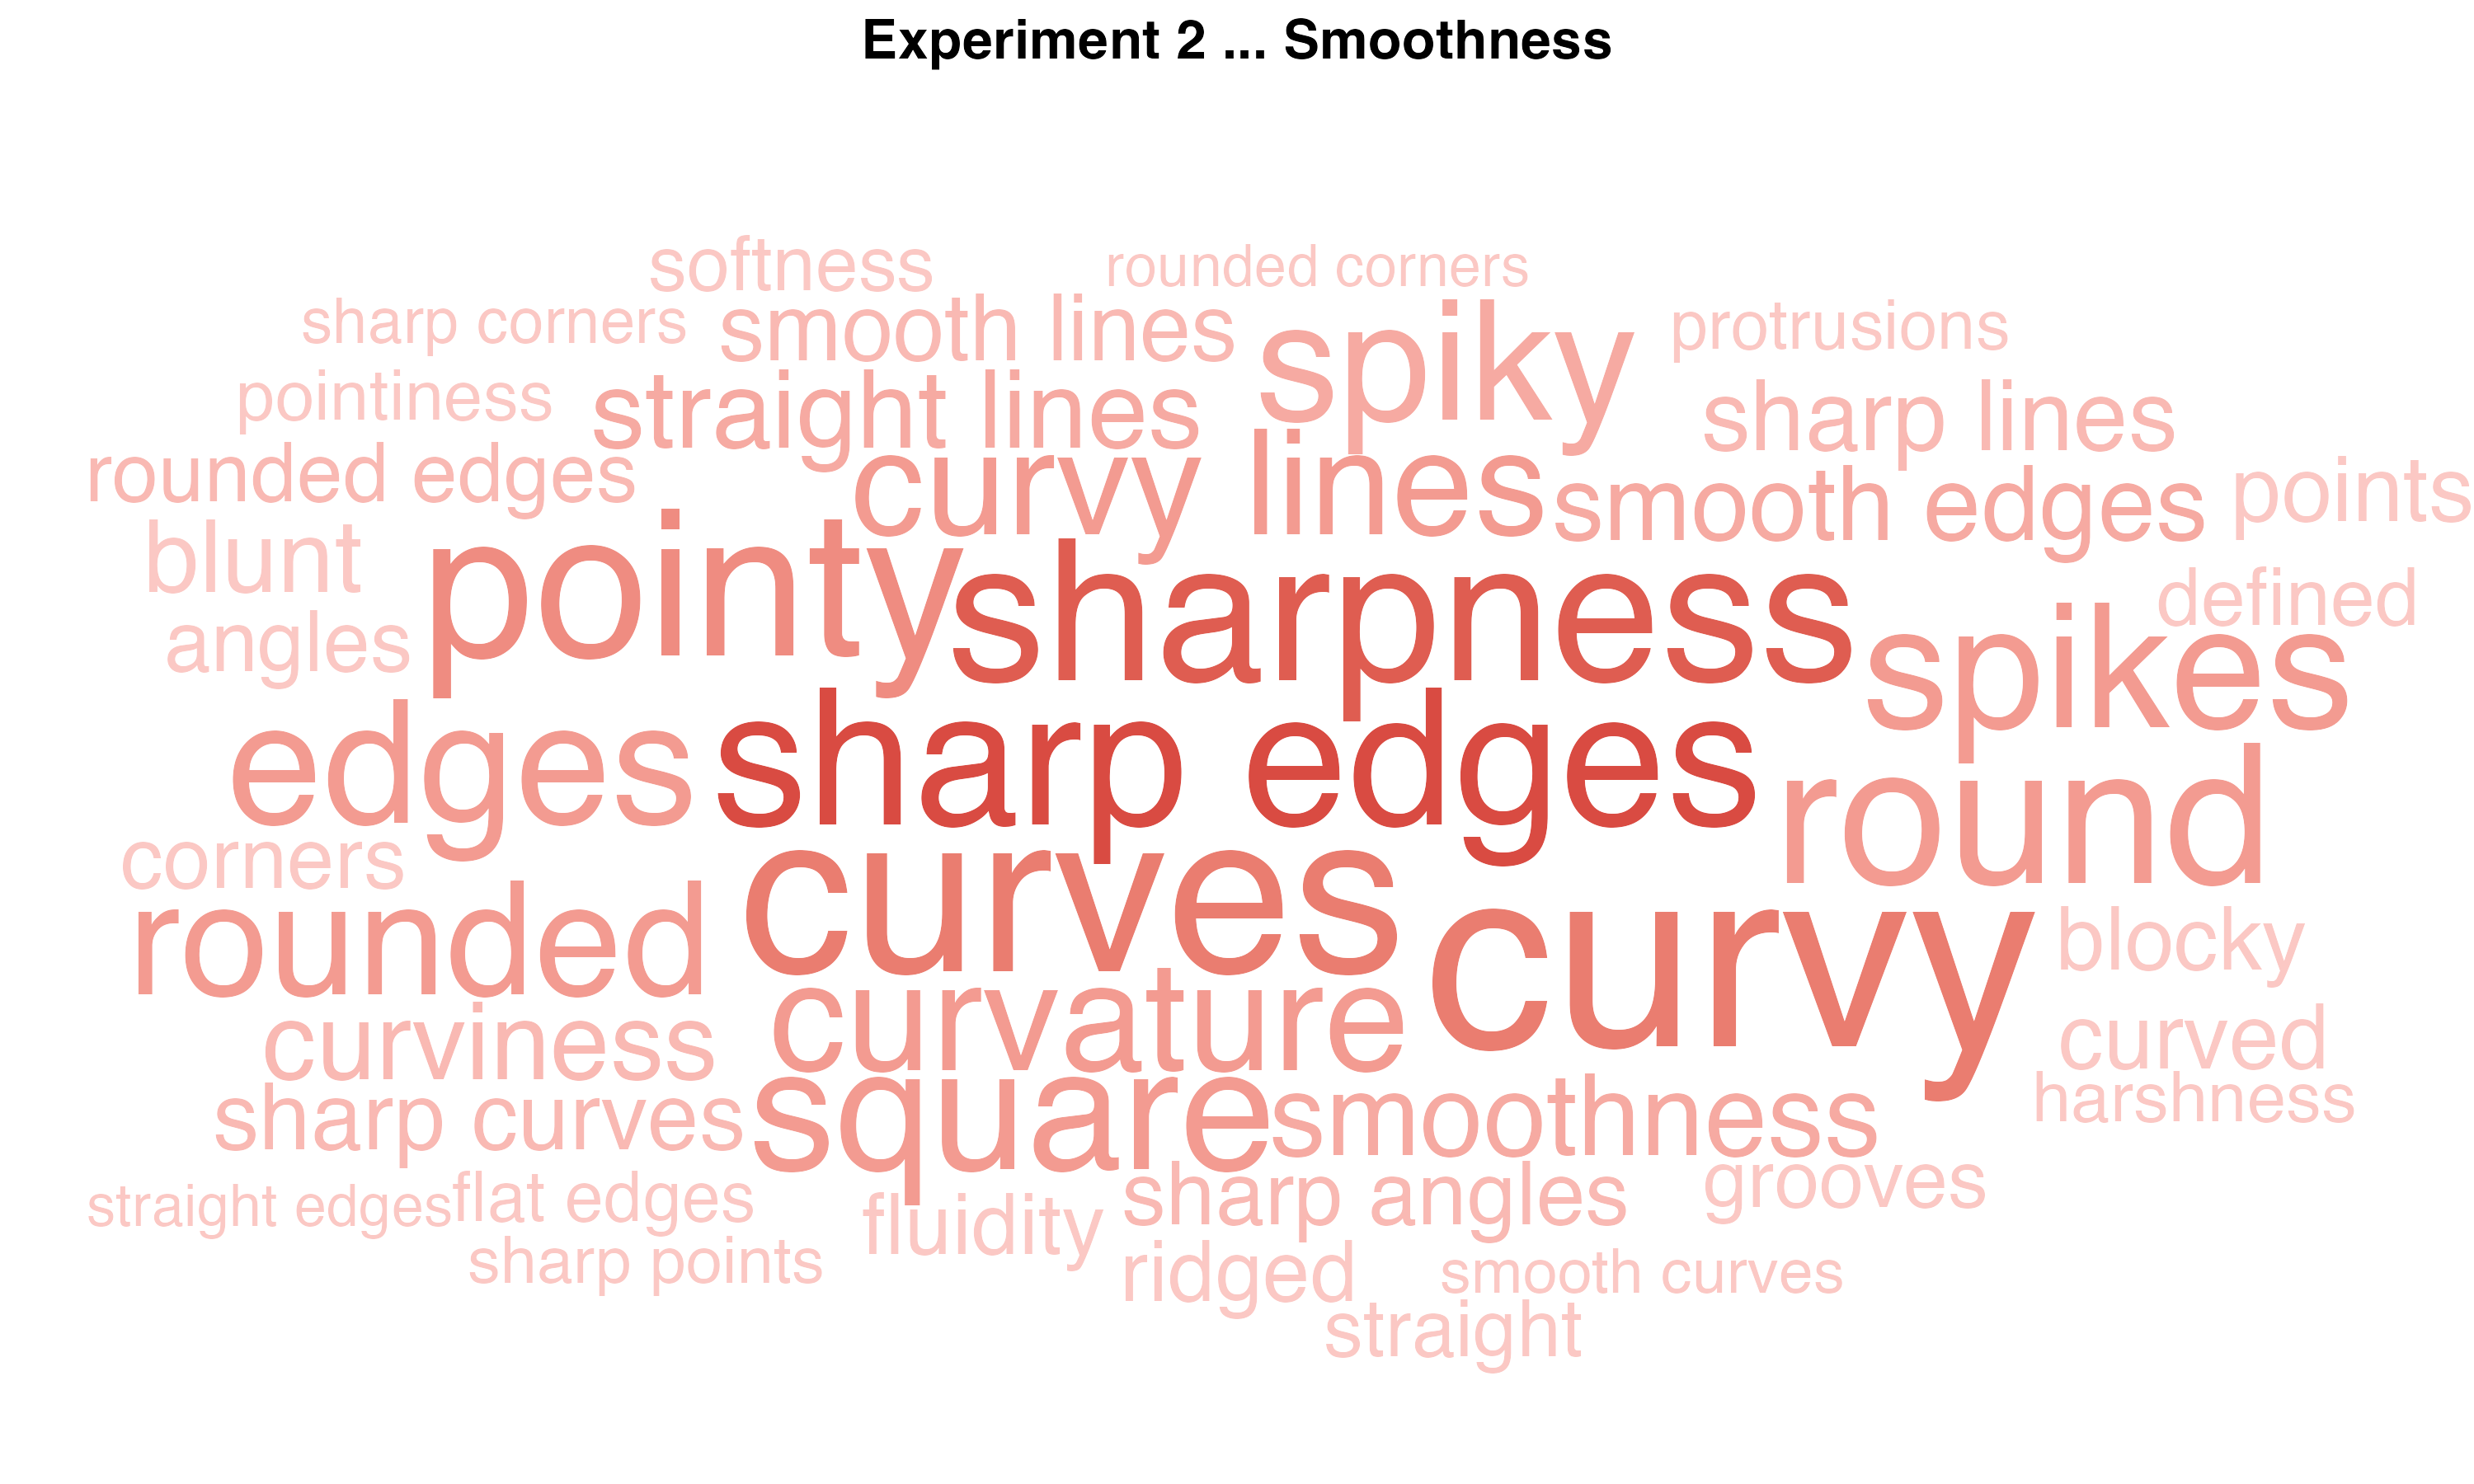 Experiment 2 ... Smoothness
softness
rounded corners
sharp corners
smooth lines
spiky
protrusions
pointiness
straight lines
sharp lines
rounded edges
curvy lines
smooth edges
points
blunt
pointy
sharpness
defined
angles
spikes
edges
sharp edges
round
corners
curves
rounded
curvy
blocky
curviness
curvature
curved
sharp curves
square
smoothness
harshness
straight edges
flat edges
fluidity
sharp angles
grooves
sharp points
ridged
smooth curves
straight